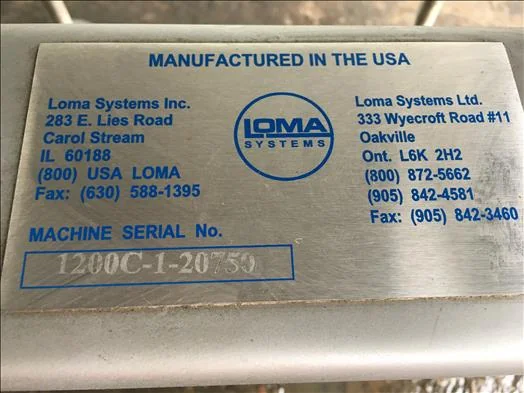 MANUFACTURED IN THE USA
Loma Systems Inc.
283 E. Lies Road
Carol Stream
IL 60188
(800) USA LOMA
Fax: (630) 588-1395
LOMA
SYSTEMS
Loma Systems Ltd.
333 Wyecroft Road #11
Oakville
Ont. L6K 2H2
(800) 872-5662
(905) 842-4581
Fax: (905) 842-3460
MACHINE SERIAL No.
1200C-1-20750